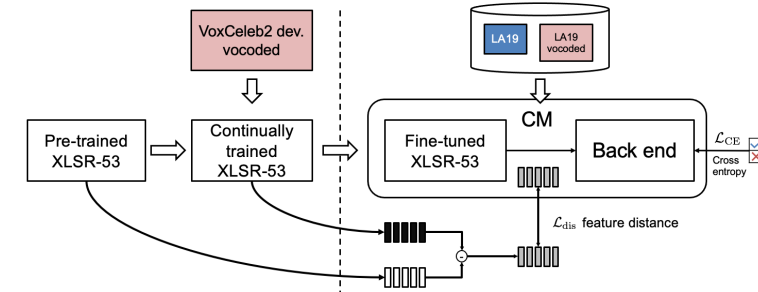 VoxCeleb2 dev.
vocoded
LA19
LA19
vocoded
CM
Pre-trained
XLSR-53
Continually
trained
XLSR-53
Fine-tuned
XLSR-53
Back end
ℒCE
Cross
entropy
ℒdis feature distance
-